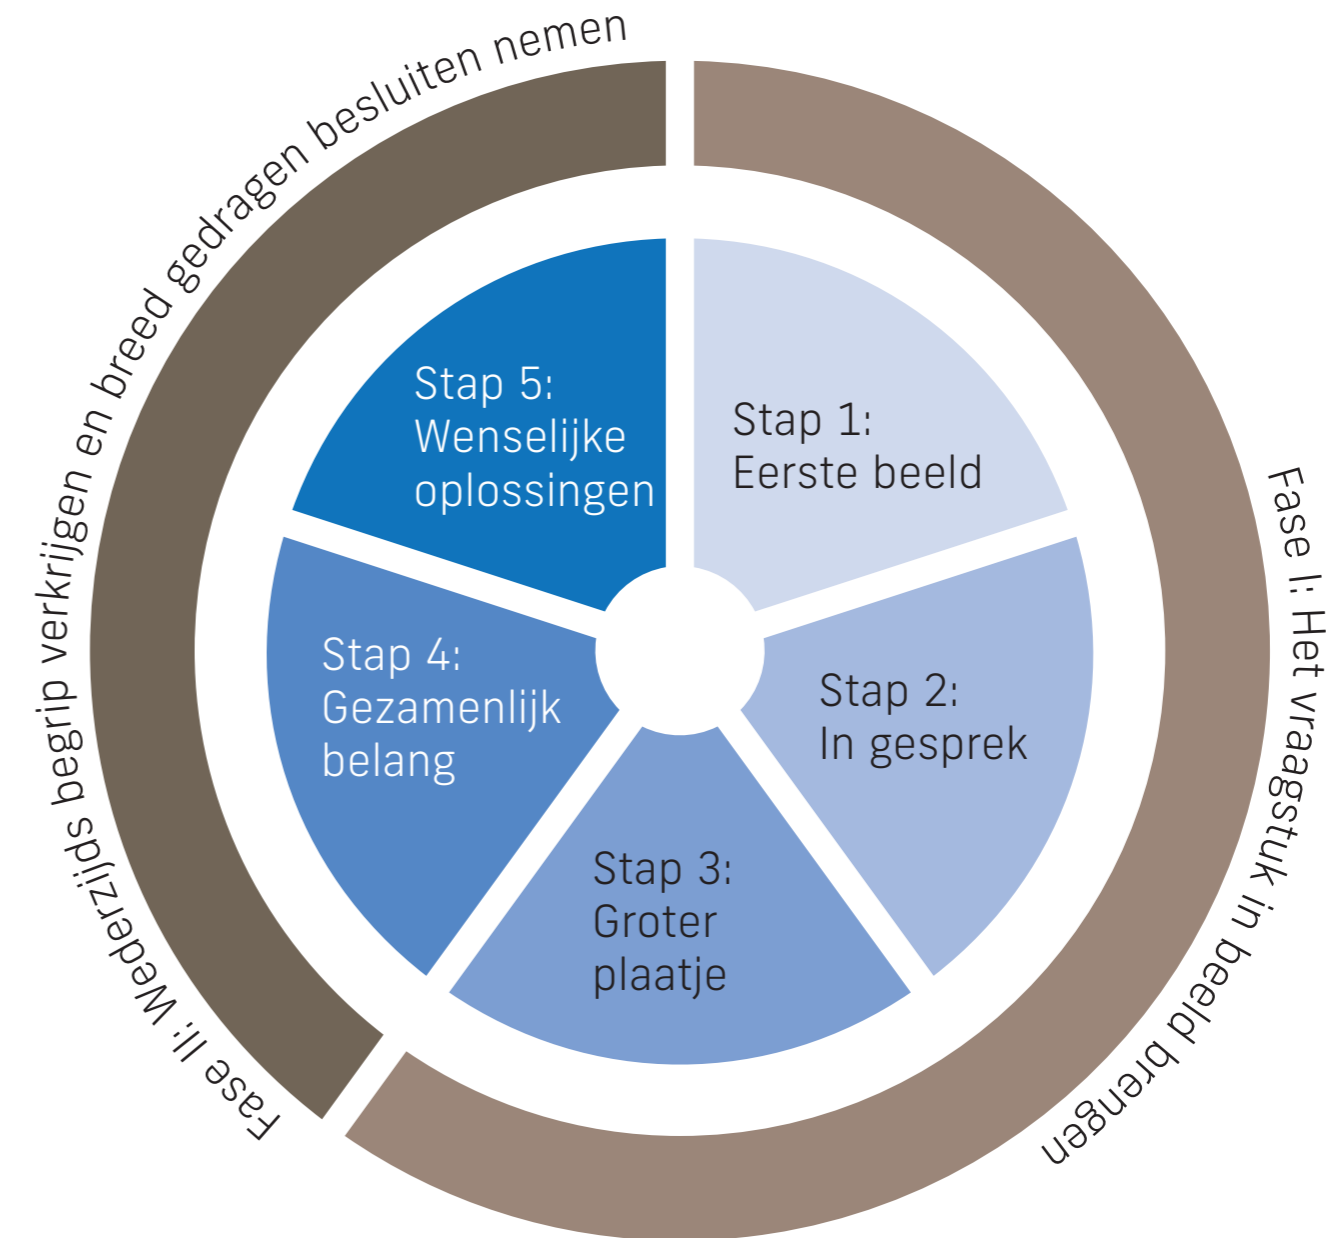 Fase I: Het vraagstuk in beeld brengen
Stap 1:
Eerste beeld
Stap 2:
In gesprek
Stap 3:
Groter
plaatje
Fase II: Wederzijds begrip verkrijgen en breed gedragen besluiten nemen
Stap 4:
Gezamenlijk
belang
Stap 5:
Wenselijke
oplossingen